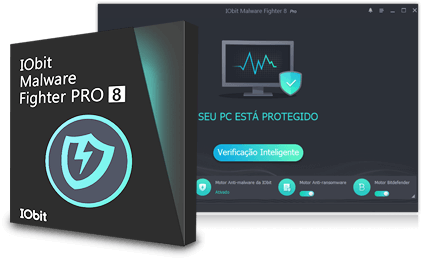 IObit
Malware
Fighter PRO 8
IObit
IObit Malware Fighter 8 Pro
SEU PC ESTÁ PROTEGIDO
Verificação Inteligente
Motor Anti-malware da IObit
Ativado
Motor Anti-ransomware
Motor Bitdefender